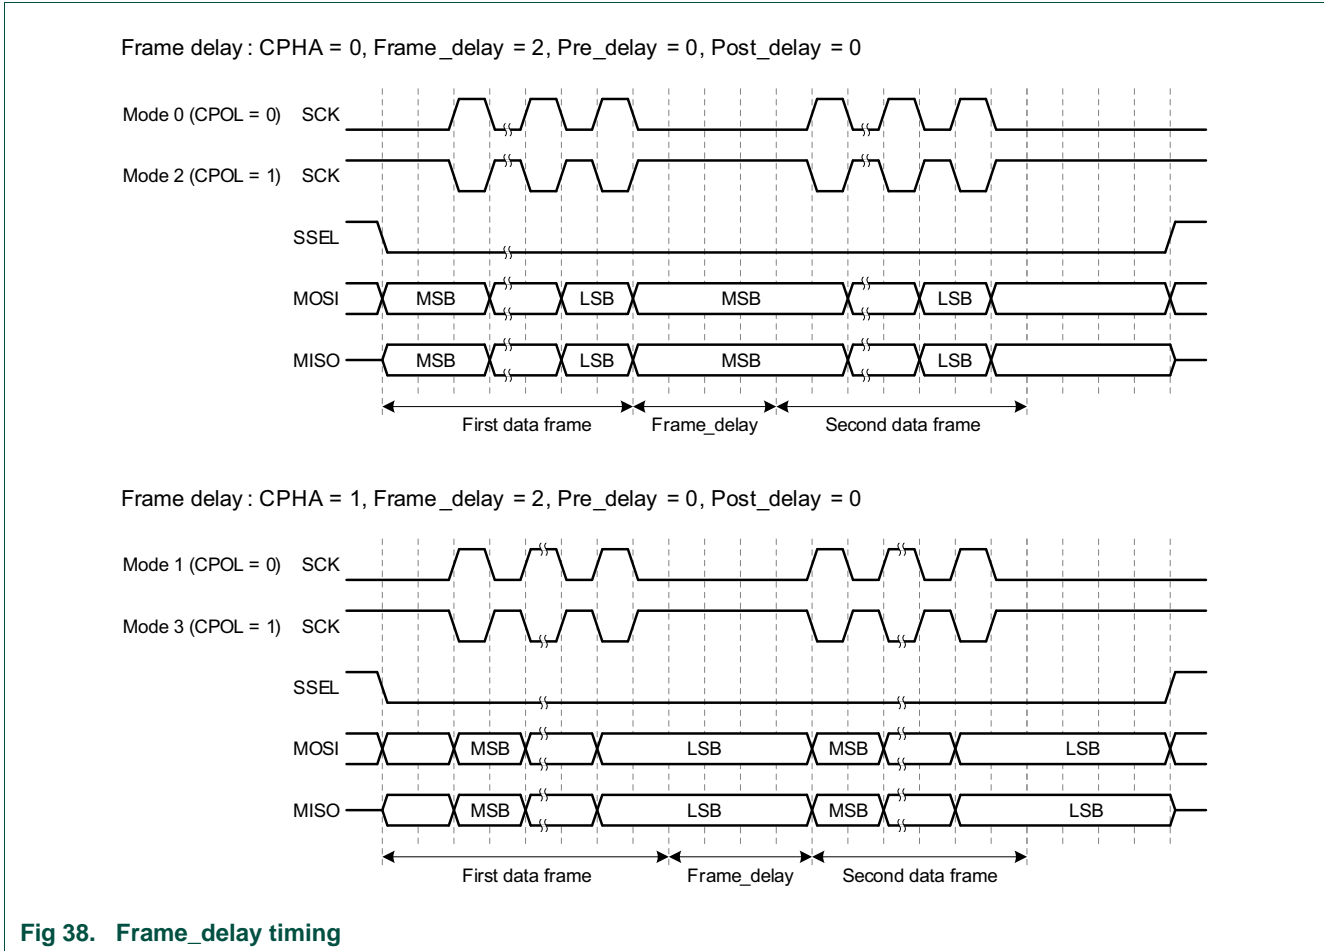 Frame delay : CPHA = 0, Frame_delay = 2, Pre_delay = 0, Post_delay = 0
Mode 0 (CPOL = 0) SCK
Mode 2 (CPOL = 1) SCK
SSEL
MOSI MSB LSB MSB LSB
MISO MSB LSB MSB LSB
First data frame Frame_delay Second data frame
Frame delay : CPHA = 1, Frame_delay = 2, Pre_delay = 0, Post_delay = 0
Mode 1 (CPOL = 0) SCK
Mode 3 (CPOL = 1) SCK
SSEL
MOSI MSB LSB MSB LSB
MISO MSB LSB MSB LSB
First data frame Frame_delay Second data frame
Fig 38. Frame_delay timing